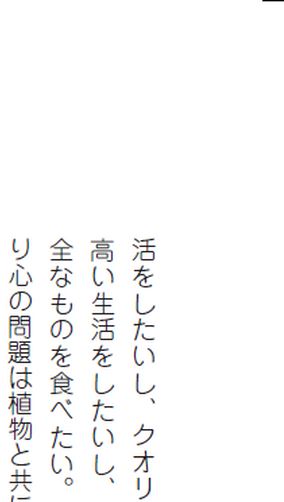 活をしたいし、クオリ
高い生活をしたいし、
全なものを食べたい。
り心の問題は植物と共に